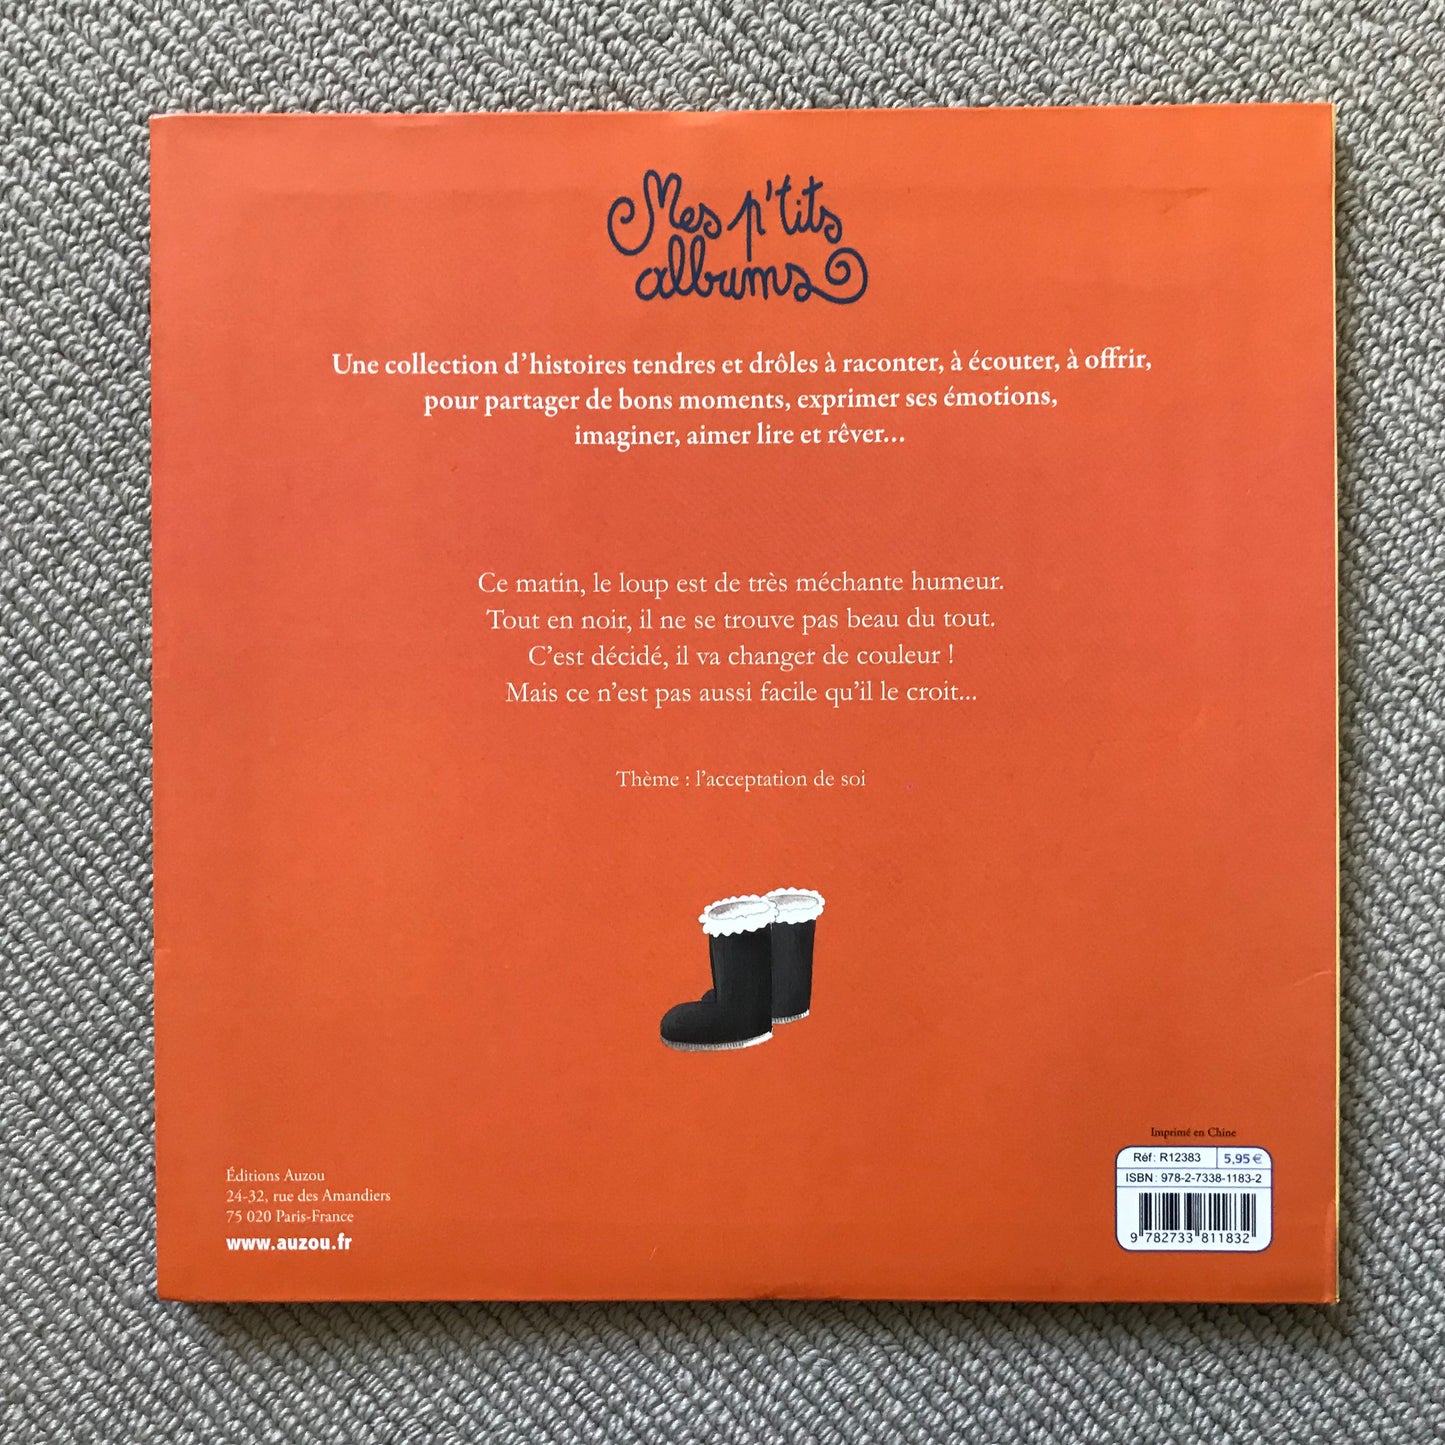 Mes p'tits
albums
Une collection d'histoires tendres et drôles à raconter, à écouter, à offrir,
pour partager de bons moments, exprimer ses émotions,
imaginer, aimer lire et rêver...
Ce matin, le loup est de très méchante humeur.
Tout en noir, il ne se trouve pas beau du tout.
C'est décidé, il va changer de couleur !
Mais ce n'est pas aussi facile qu'il le croit...
Thème : l'acceptation de soi
Éditions Auzou
24-32, rue des Amandiers
75 020 Paris-France
www.auzou.fr
Imprimé en Chine
Réf : R12383 5,95 €
ISBN : 978-2-7338-1183-2
9 782733 811832